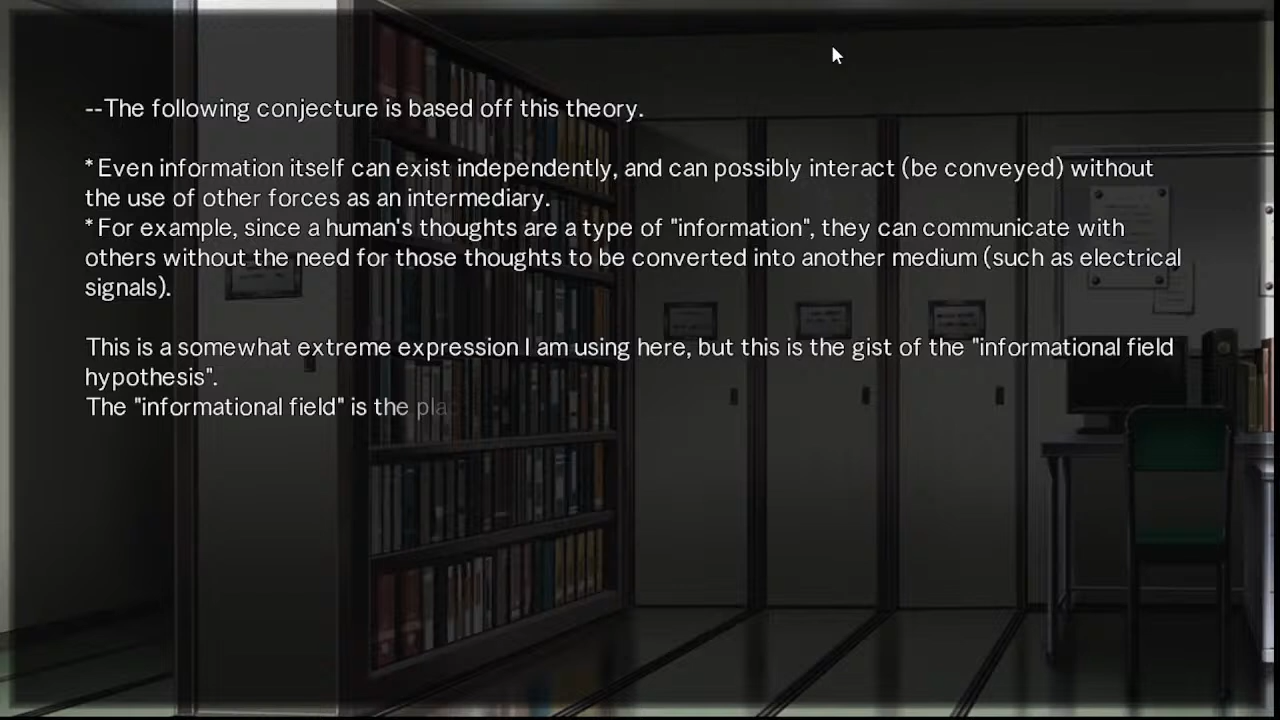 --The following conjecture is based off this theory.
*Even information itself can exist independently, and can possibly interact (be conveyed) without
the use of other forces as an intermediary.
*For example, since a human's thoughts are a type of "information", they can communicate with
others without the need for those thoughts to be converted into another medium (such as electrical
signals).
This is a somewhat extreme expression I am using here, but this is the gist of the "informational field
hypothesis".
The "informational field" is the pla